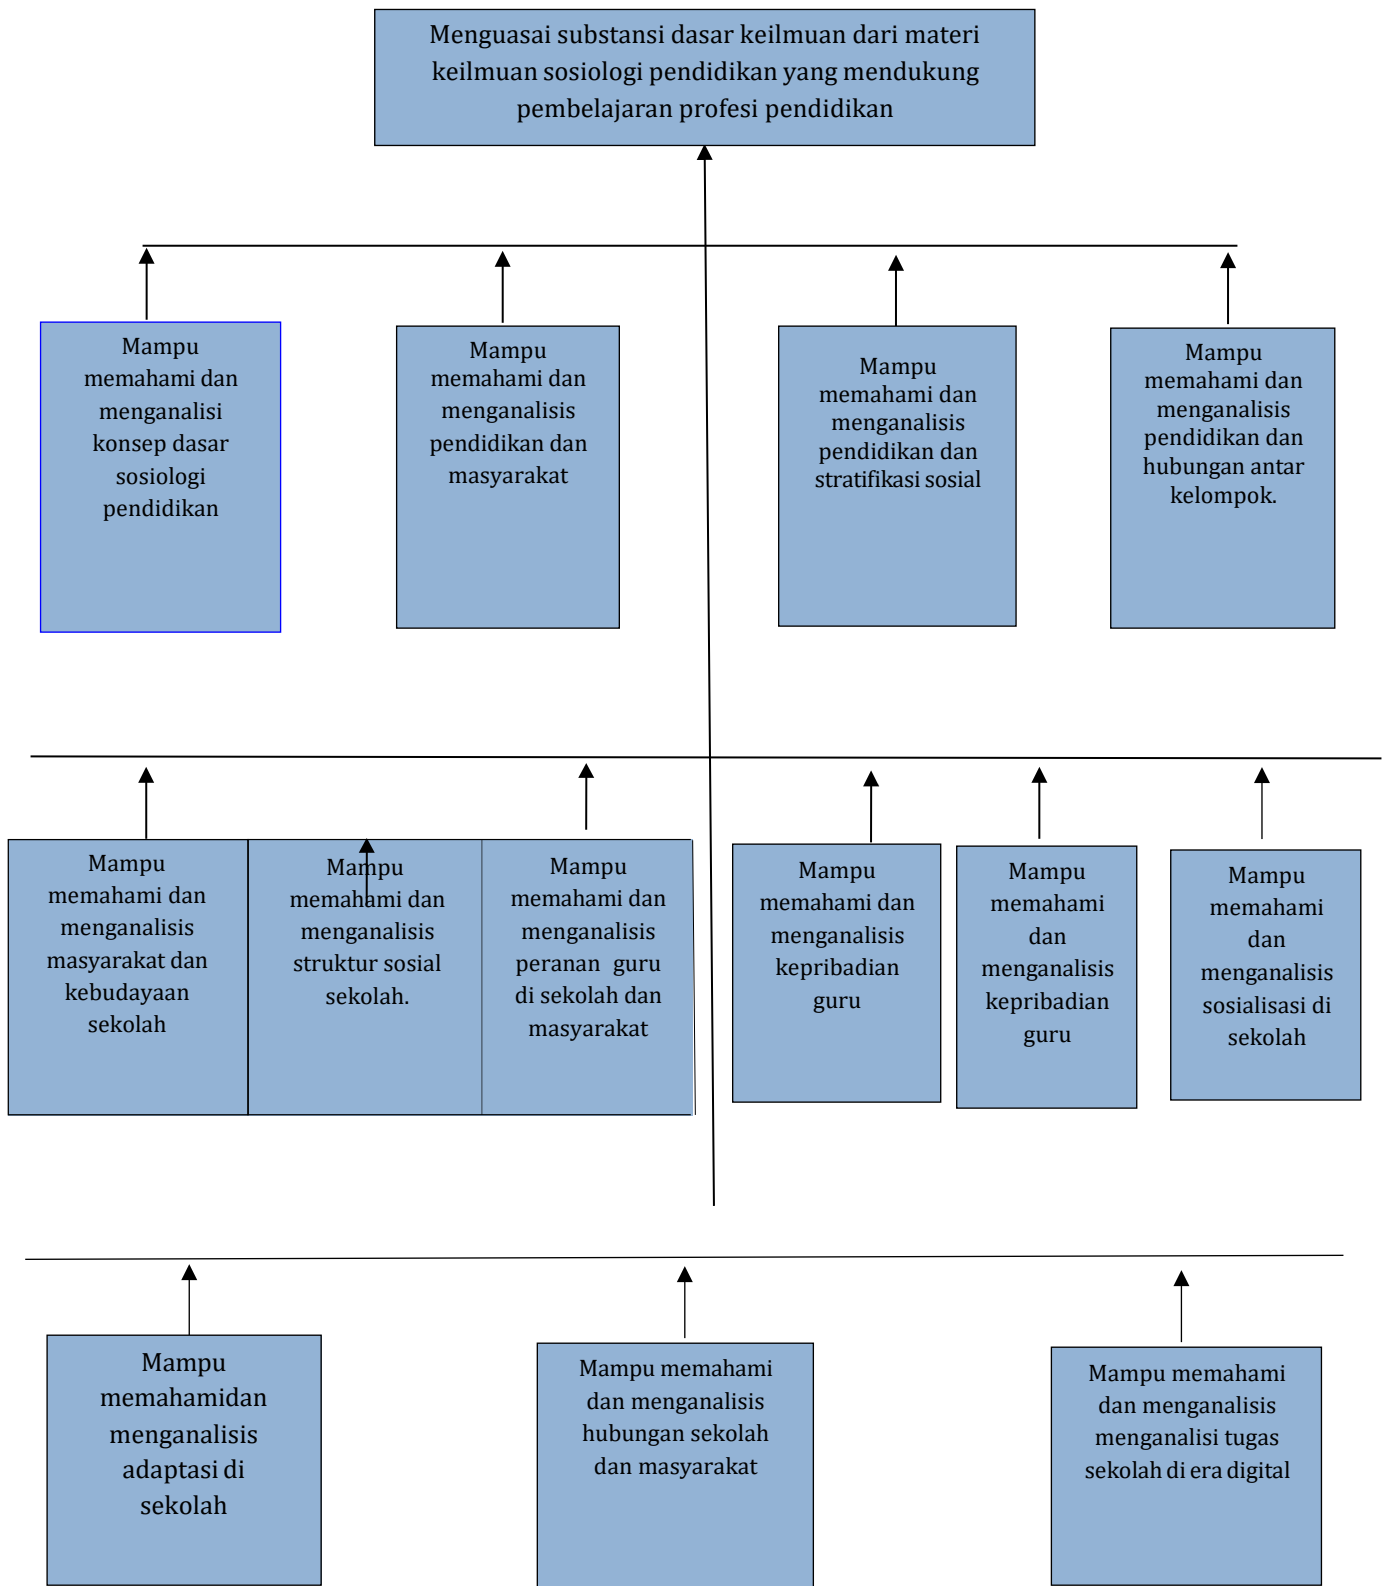 Menguasai substansi dasar keilmuan dari materi
keilmuan sosiologi pendidikan yang mendukung
pembelajaran profesi pendidikan
Mampu
memahami dan
menganalisi
konsep dasar
sosiologi
pendidikan
Mampu
memahami dan
menganalisis
pendidikan dan
masyarakat
Mampu
memahami dan
menganalisis
pendidikan dan
stratifikasi sosial
Mampu
memahami dan
menganalisis
pendidikan dan
hubungan antar
kelompok.
Mampu
memahami dan
menganalisis
masyarakat dan
kebudayaan
sekolah
Mampu
memahami dan
menganalisis
struktur sosial
sekolah.
Mampu
memahami dan
menganalisis
peranan  guru
di sekolah dan
masyarakat
Mampu
memahami dan
menganalisis
kepribadian
guru
Mampu
memahami
dan
menganalisis
kepribadian
guru
Mampu
memahami
dan
menganalisis
sosialisasi di
sekolah
Mampu
memahamidan
menganalisis
adaptasi di
sekolah
Mampu memahami
dan menganalisis
hubungan sekolah
dan masyarakat
Mampu memahami
dan menganalisis
menganalisi tugas
sekolah di era digital